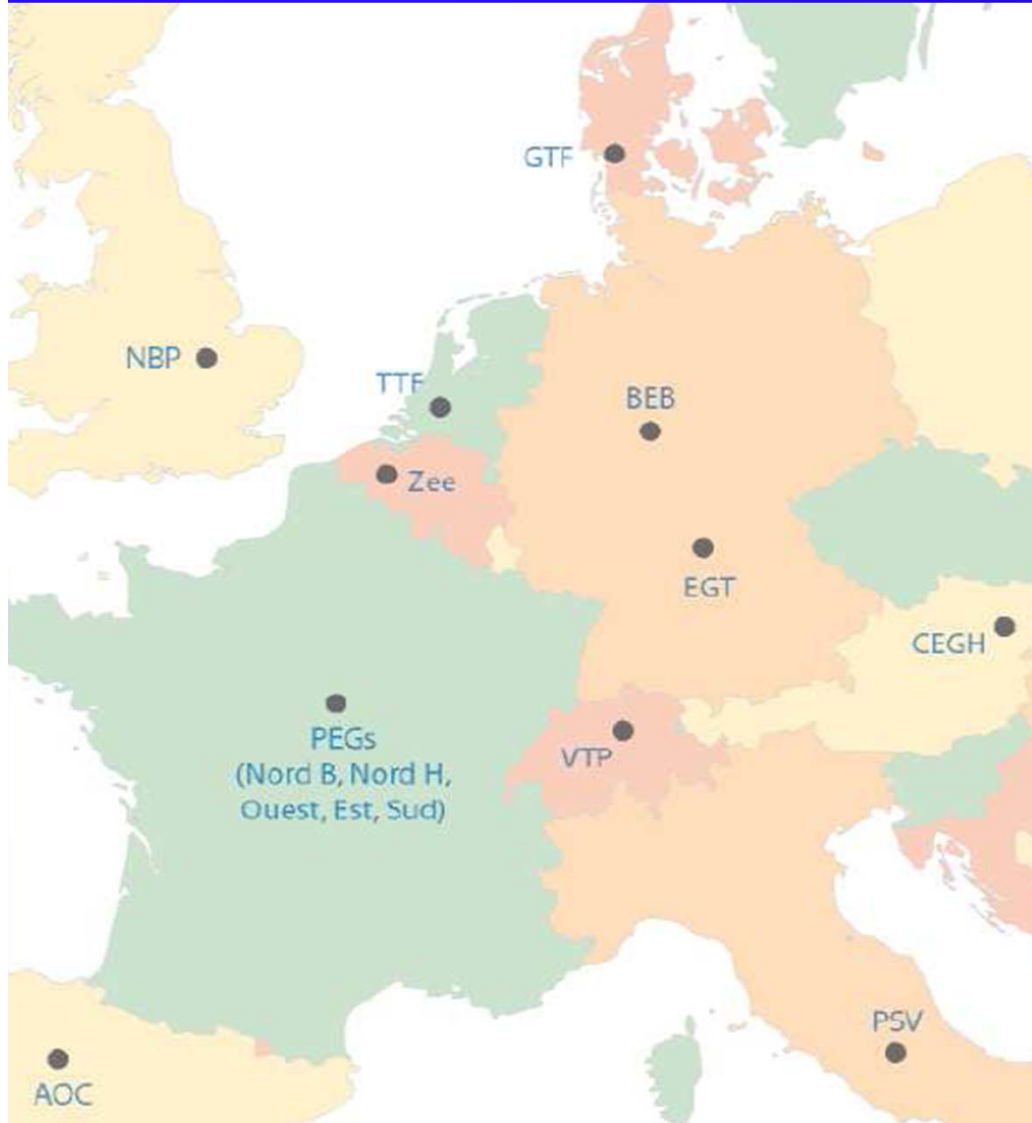 GTF
NBP
TTF
BEB
Zee
EGT
CEGH
PEGs
(Nord B, Nord H,
Ouest, Est, Sud)
VTP
PSV
AOC